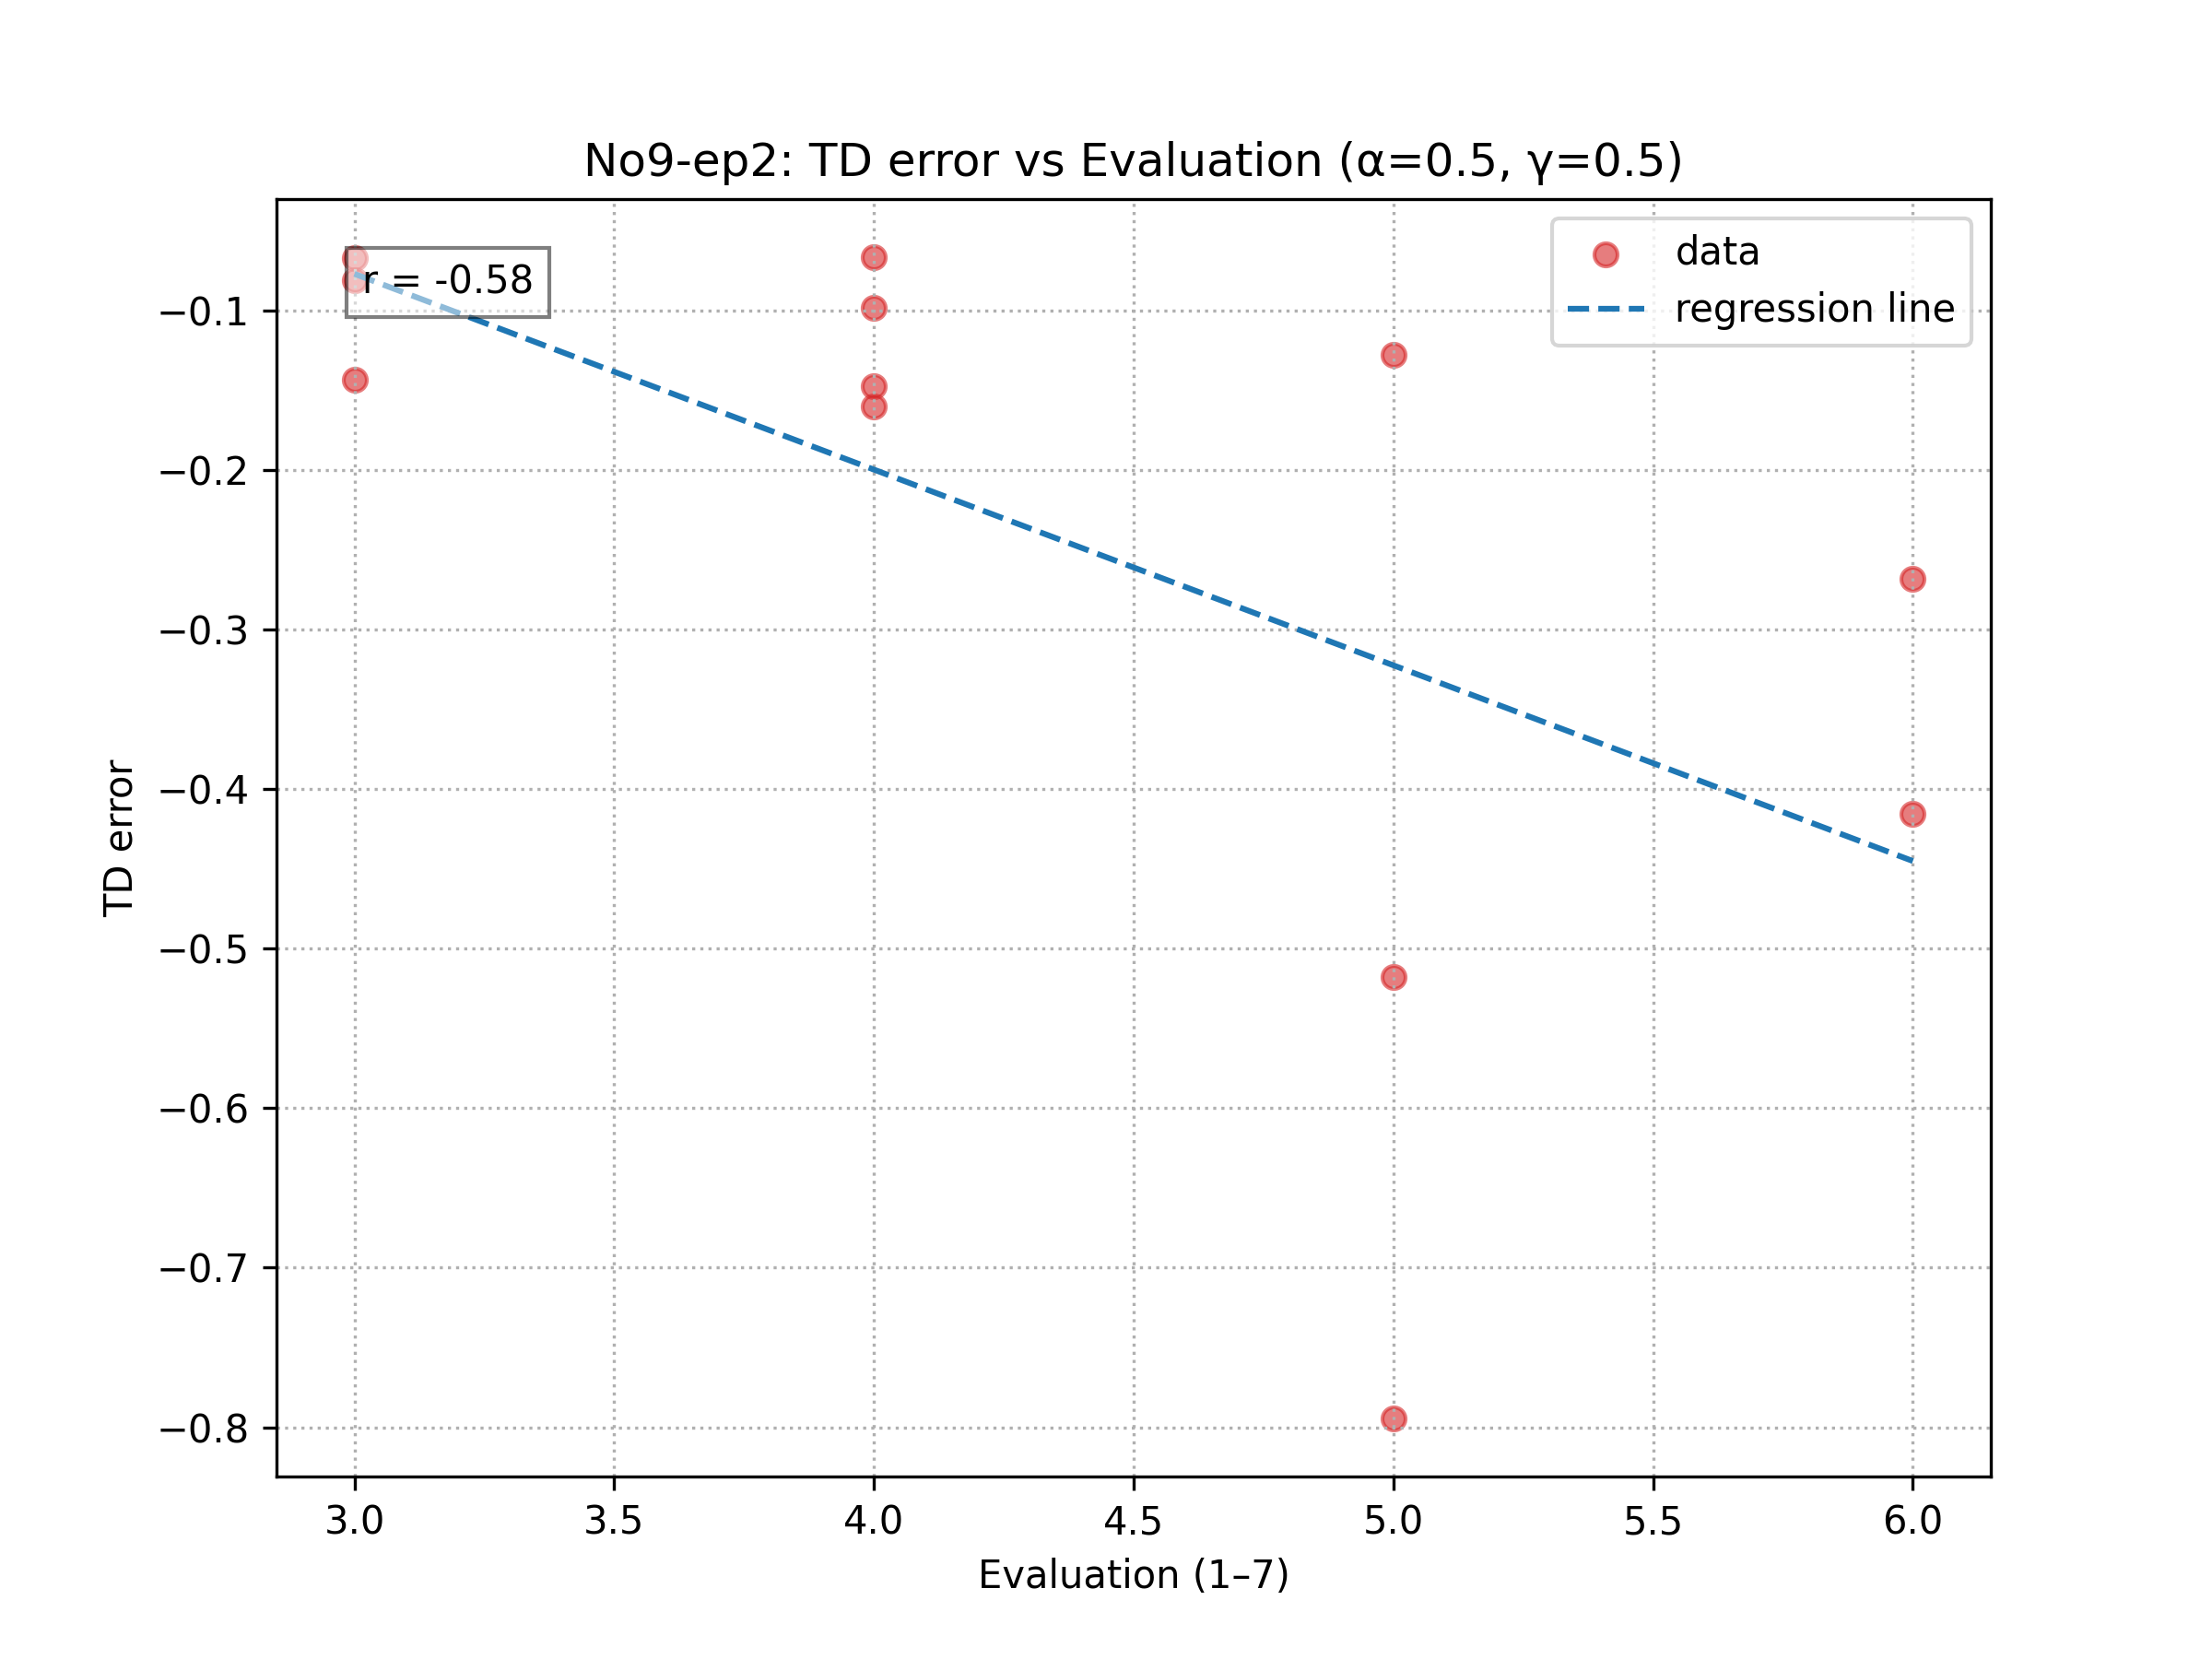 No9-ep2: TD error vs Evaluation (α=0.5, γ=0.5)
r = -0.58
data
regression line
−0.1
−0.2
−0.3
−0.4
−0.5
−0.6
−0.7
−0.8
TD error
3.0 3.5 4.0 4.5 5.0 5.5 6.0
Evaluation (1–7)